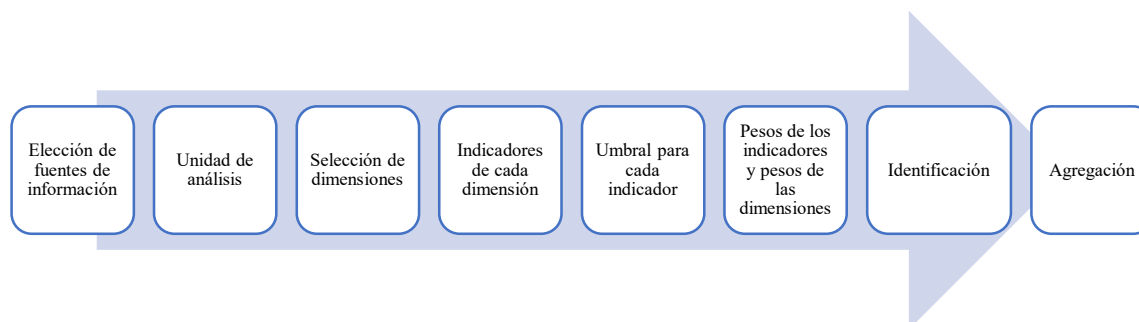 Elección de
fuentes de
información
Unidad de
análisis
Selección de
dimensiones
Indicadores
de cada
dimensión
Umbral para
cada
indicador
Pesos de los
indicadores
y pesos de
las
dimensiones
Identificación
Agregación